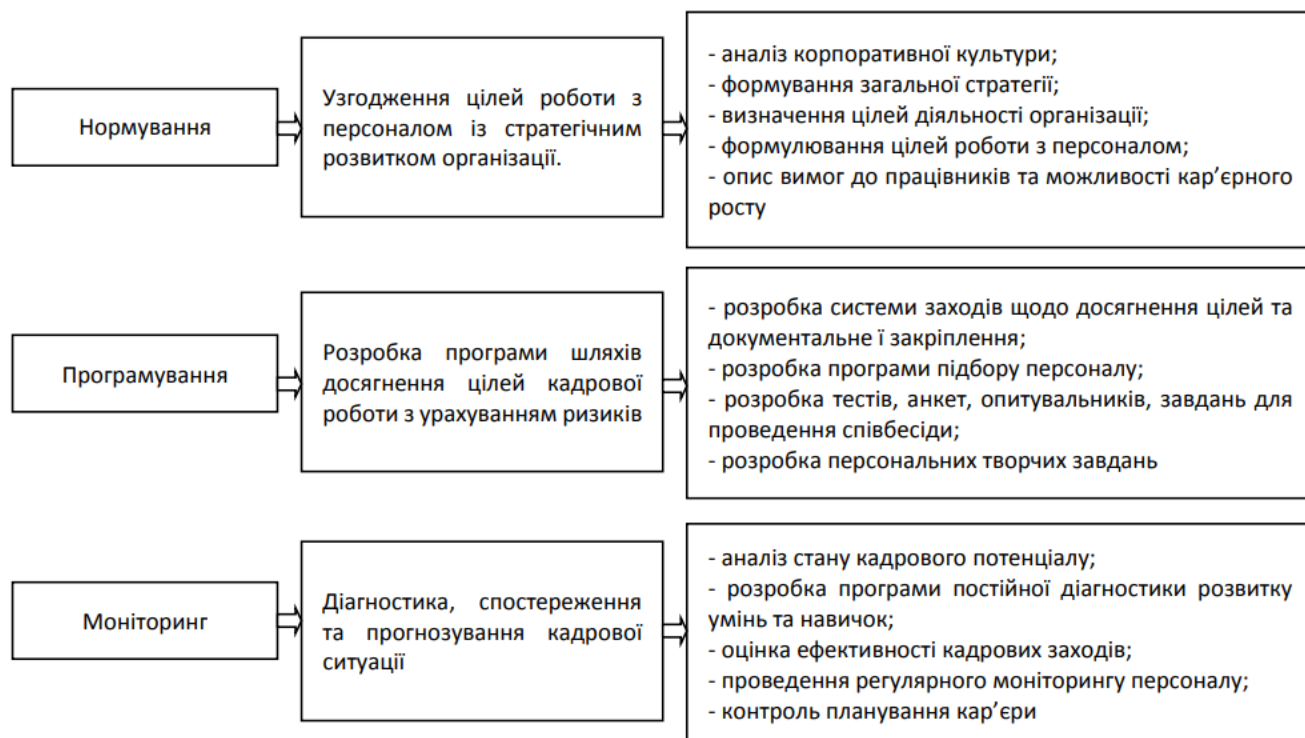 Нормування
Узгодження цілей роботи з
персоналом із стратегічним
розвитком організації.
- аналіз корпоративної культури;
- формування загальної стратегії;
- визначення цілей діяльності організації;
- формулювання цілей роботи з персоналом;
- опис вимог до працівників та можливості кар’єрного
росту
Програмування
Розробка програми шляхів
досягнення цілей кадрової
роботи з урахуванням ризиків
- розробка системи заходів щодо досягнення цілей та
документальне ї закріплення;
- розробка програми підбору персоналу;
- розробка тестів, анкет, опитувальників, завдань для
проведення співбесіди;
- розробка персональних творчих завдань
Моніторинг
Діагностика, спостереження
та прогнозування кадрової
ситуації
- аналіз стану кадрового потенціалу;
- розробка програми постійної діагностики розвитку
умінь та навичок;
- оцінка ефективності кадрових заходів;
- проведення регулярного моніторингу персоналу;
- контроль планування кар’єри